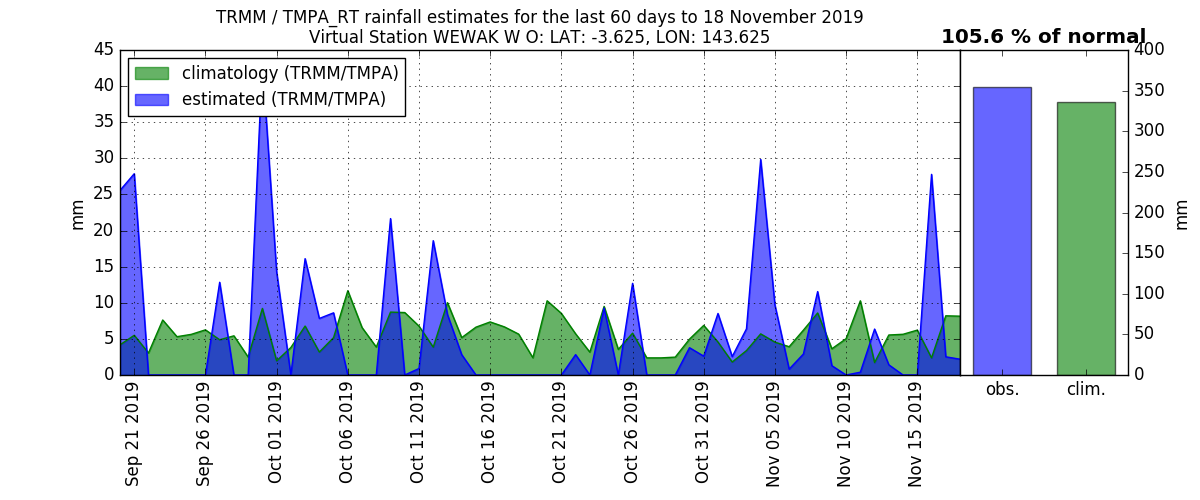 TRMM / TMPA_RT rainfall estimates for the last 60 days to 18 November 2019
Virtual Station WEWAK W O: LAT: -3.625, LON: 143.625
105.6 % of normal
climatology (TRMM/TMPA)
estimated (TRMM/TMPA)
mm
45
40
35
30
25
20
15
10
5
0
Sep 21 2019
Sep 26 2019
Oct 01 2019
Oct 06 2019
Oct 11 2019
Oct 16 2019
Oct 21 2019
Oct 26 2019
Oct 31 2019
Nov 05 2019
Nov 10 2019
Nov 15 2019
obs.
clim.
400
350
300
250
200
150
100
50
0
mm